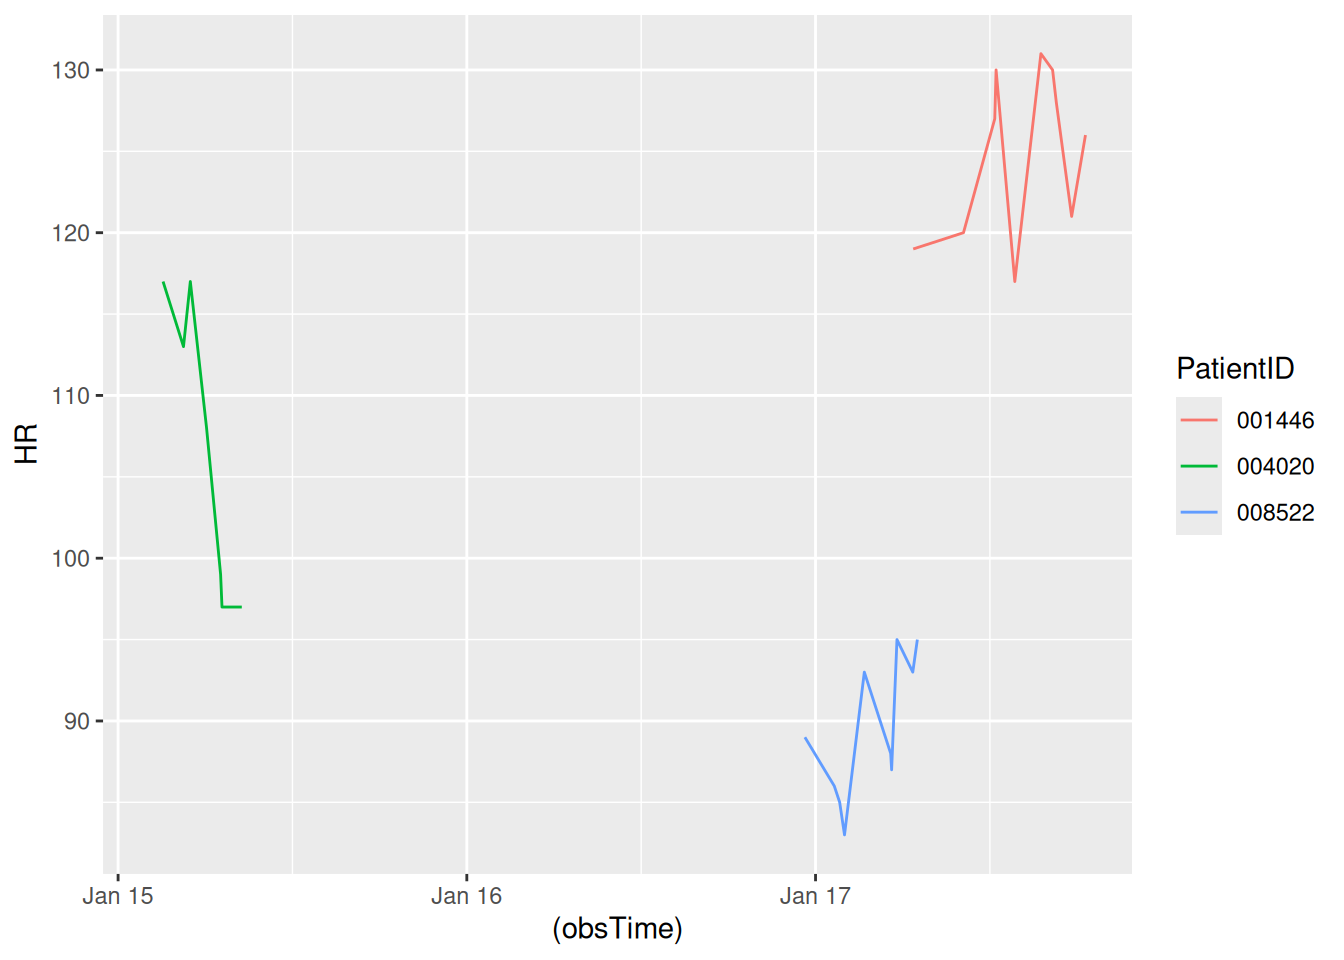 130
120
110
100
90
HR
Jan 15
Jan 16
Jan 17
(obsTime)
PatientID
001446
004020
008522